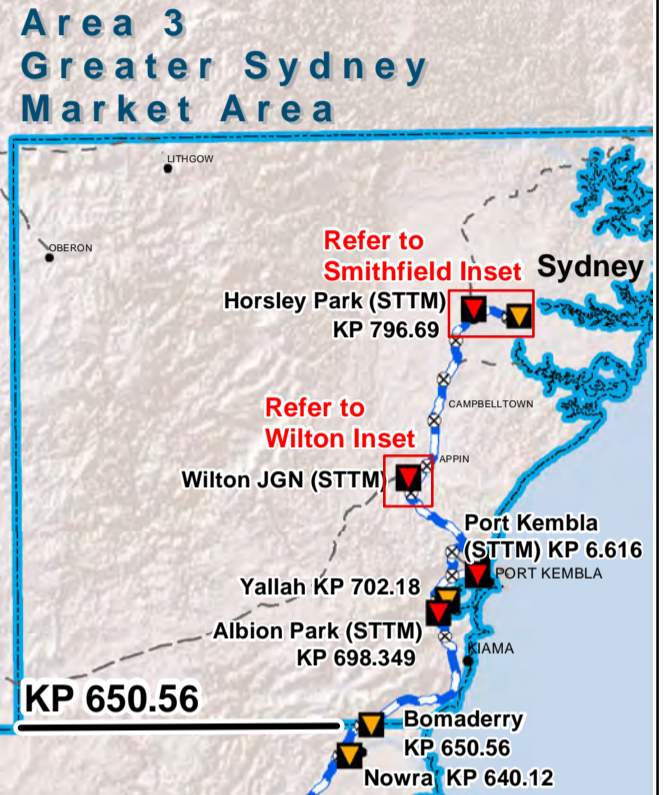 Area 3
Greater Sydney
Market Area
LITHGOW
OBERON
Refer to
Smithfield Inset
Sydney
Horsley Park (STTM)
KP 796.69
Refer to
Wilton Inset
CAMPBELLTOWN
APPIN
Wilton JGN (STTM)
Port Kembla
(STTM) KP 6.616
PORT KEMBLA
Yallah KP 702.18
Albion Park (STTM)
KP 698.349
KIAMA
KP 650.56
Bomaderry
KP 650.56
Nowra KP 640.12